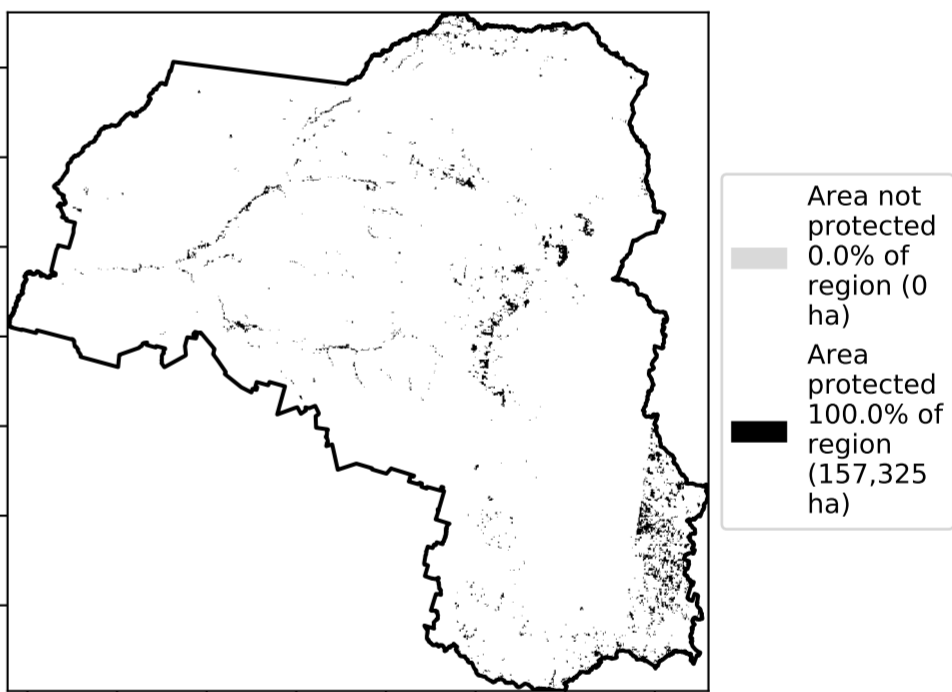 Area not
protected
0.0% of
region (0
ha)
Area
protected
100.0% of
region
(157,325
ha)